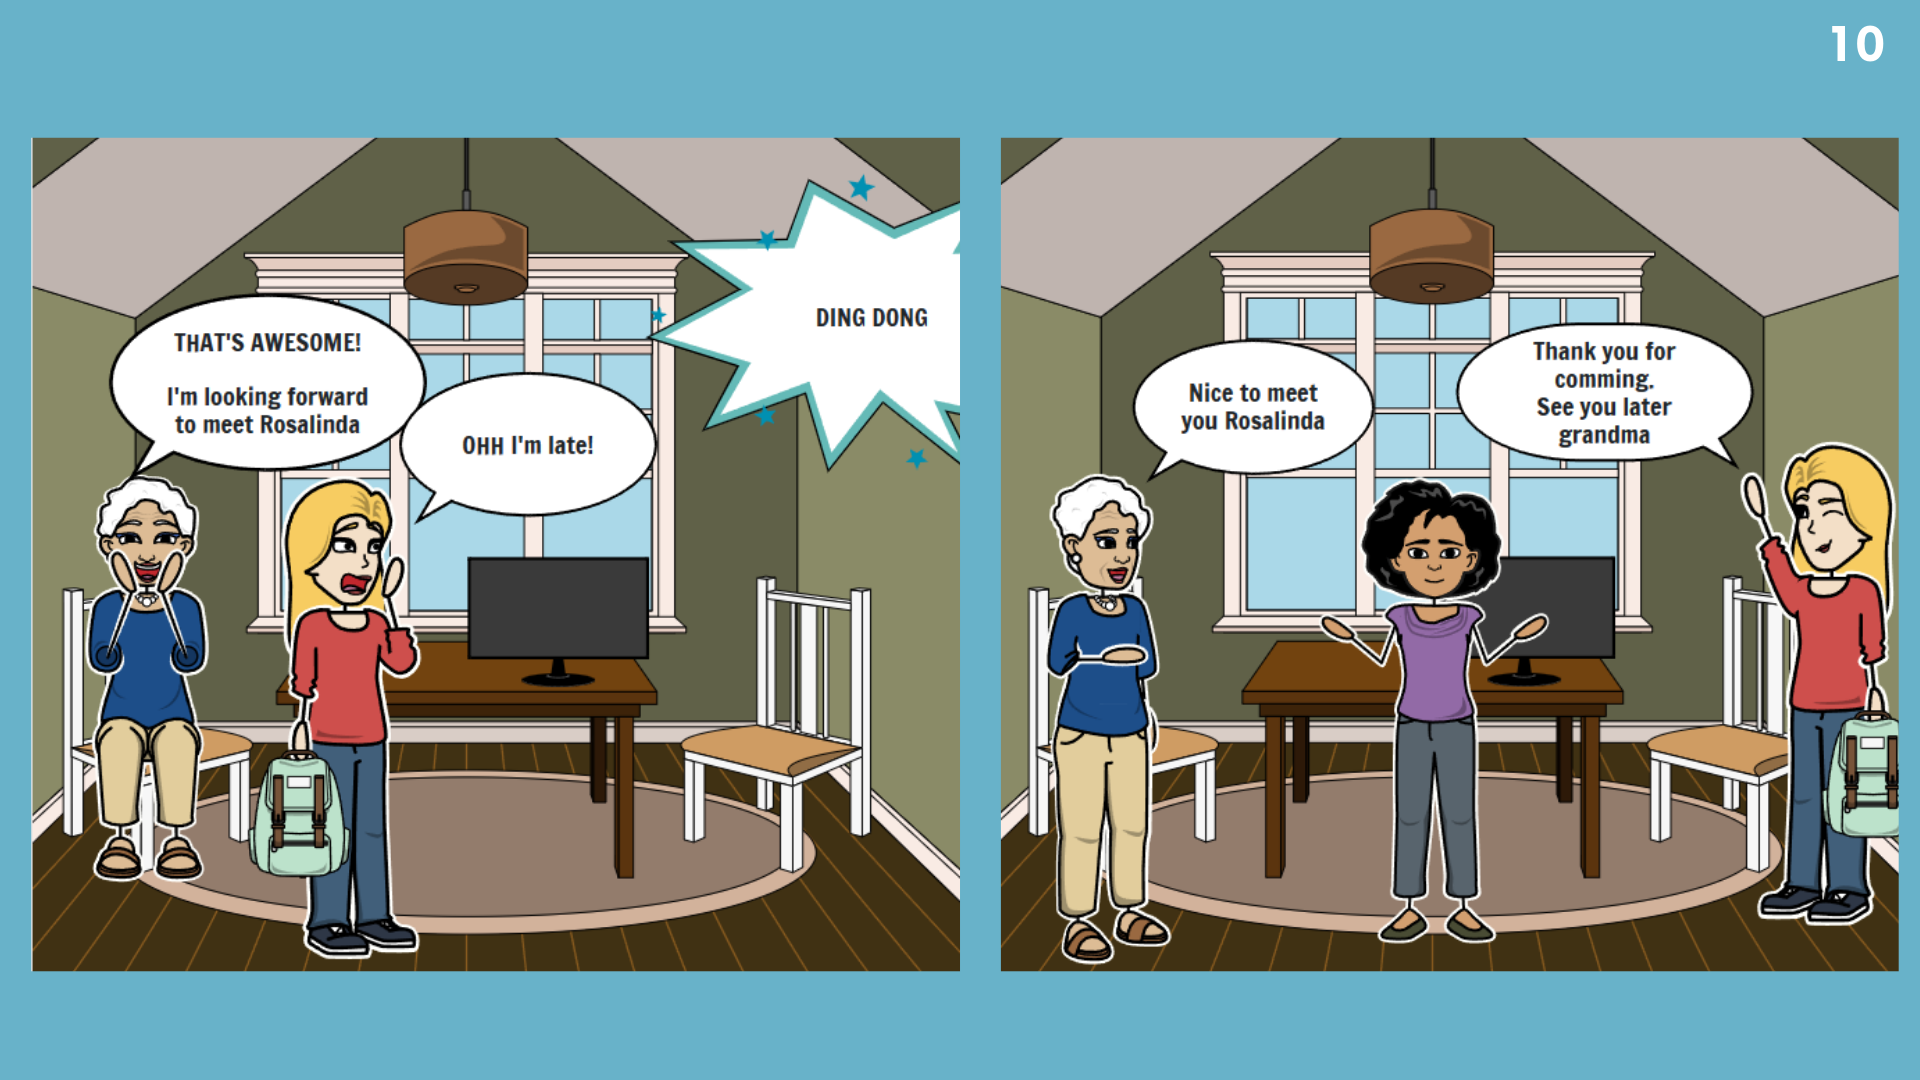 10
THAT'S AWESOME!
I'm looking forward
to meet Rosalinda
OHH I'm late!
DING DONG
Nice to meet
you Rosalinda
Thank you for
comming.
See you later
grandma